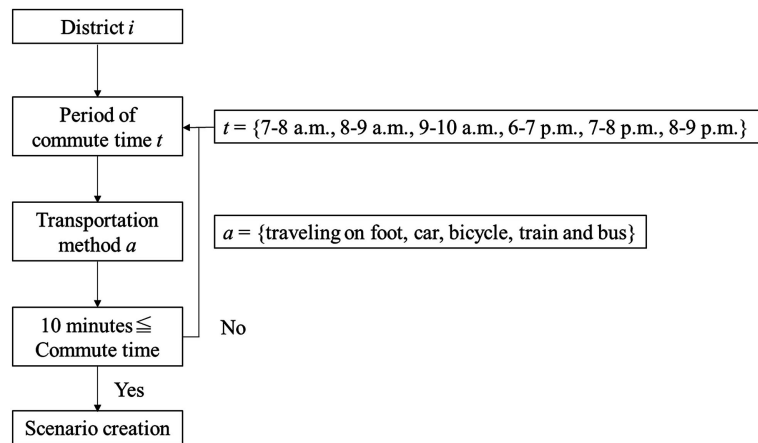 District i
Period of
commute time t
t = {7-8 a.m., 8-9 a.m., 9-10 a.m., 6-7 p.m., 7-8 p.m., 8-9 p.m.}
Transportation
method a
a = {traveling on foot, car, bicycle, train and bus}
10 minutes≦
Commute time
No
Yes
Scenario creation